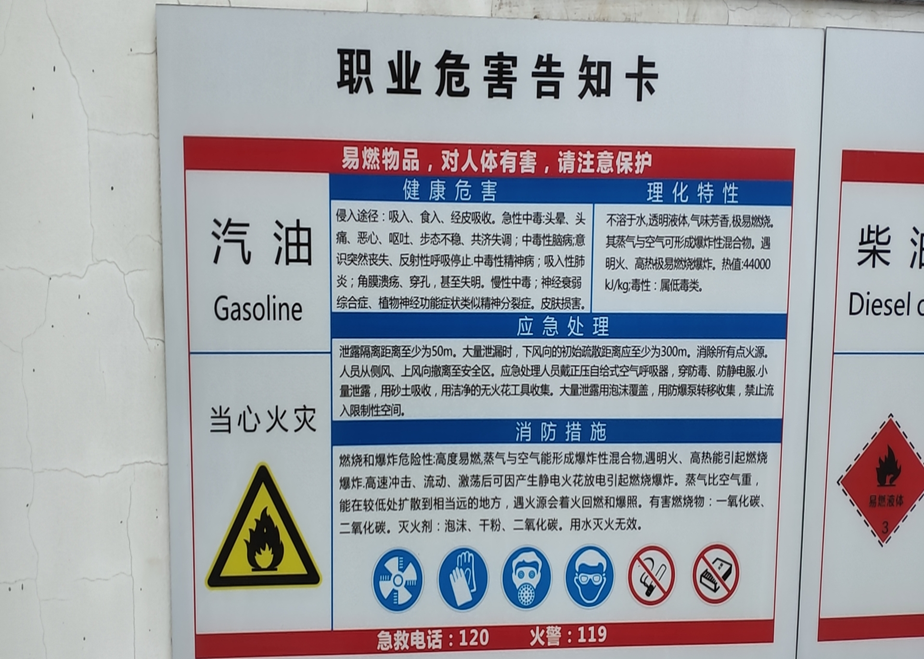 职业危害告知卡
易燃物品，对人体有害，请注意保护
汽油
Gasoline
当心火灾
健康危害
侵入途径：吸入、食入、经皮吸收。急性中毒:头晕、头
痛、恶心、呕吐、步态不稳、共济失调；中毒性脑病;意
识突然丧失、反射性呼吸停止.中毒性精神病；吸入性肺
炎；角膜溃疡、穿孔，甚至失明。慢性中毒；神经衰弱
综合症、植物神经功能症状类似精神分裂症。皮肤损害。
理化特性
不溶于水,透明液体,气味芳香,极易燃烧。
其蒸气与空气可形成爆炸性混合物。遇
明火、高热极易燃烧爆炸。热值:44000
kJ/kg;毒性：属低毒类。
应急处理
泄露隔离距离至少为50m。大量泄漏时，下风向的初始疏散距离应至少为300m。消除所有点火源。
人员从侧风、上风向撤离至安全区。应急处理人员戴正压自给式空气呼吸器，穿防毒、防静电服.小
量泄露，用砂土吸收，用洁净的无火花工具收集。大量泄露用泡沫覆盖，用防爆泵转移收集，禁止流
入限制性空间。
消防措施
燃烧和爆炸危险性:高度易燃,蒸气与空气能形成爆炸性混合物,遇明火、高热能引起燃烧
爆炸.高速冲击、流动、激荡后可因产生静电火花放电引起燃烧爆炸。蒸气比空气重，
能在较低处扩散到相当远的地方，遇火源会着火回燃和爆照。有害燃烧物：一氧化碳、
二氧化碳。灭火剂：泡沫、干粉、二氧化碳。用水灭火无效。
急救电话：120 火警：119
柴油
Diesel
易燃液体
3